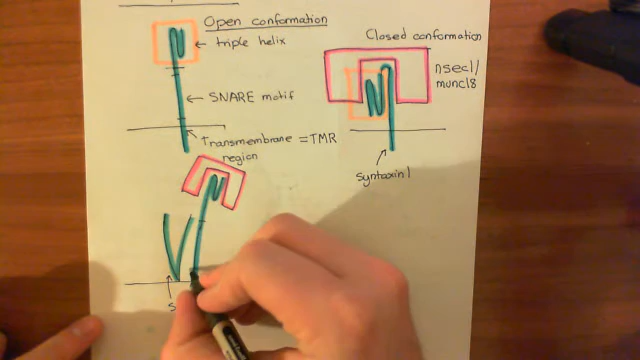 Open conformation
triple helix
SNARE motif
transmembrane = TMR
region
Closed conformation
nsec1/
munc18
syntaxin1